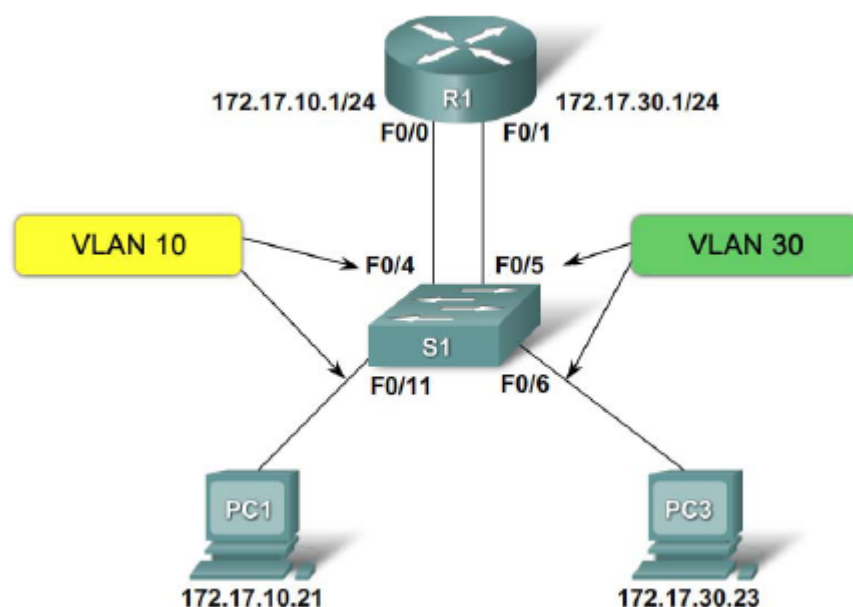 R1
172.17.10.1/24
172.17.30.1/24
F0/0
F0/1
VLAN 10
VLAN 30
F0/4
F0/5
S1
F0/11
F0/6
PC1
PC3
172.17.10.21
172.17.30.23